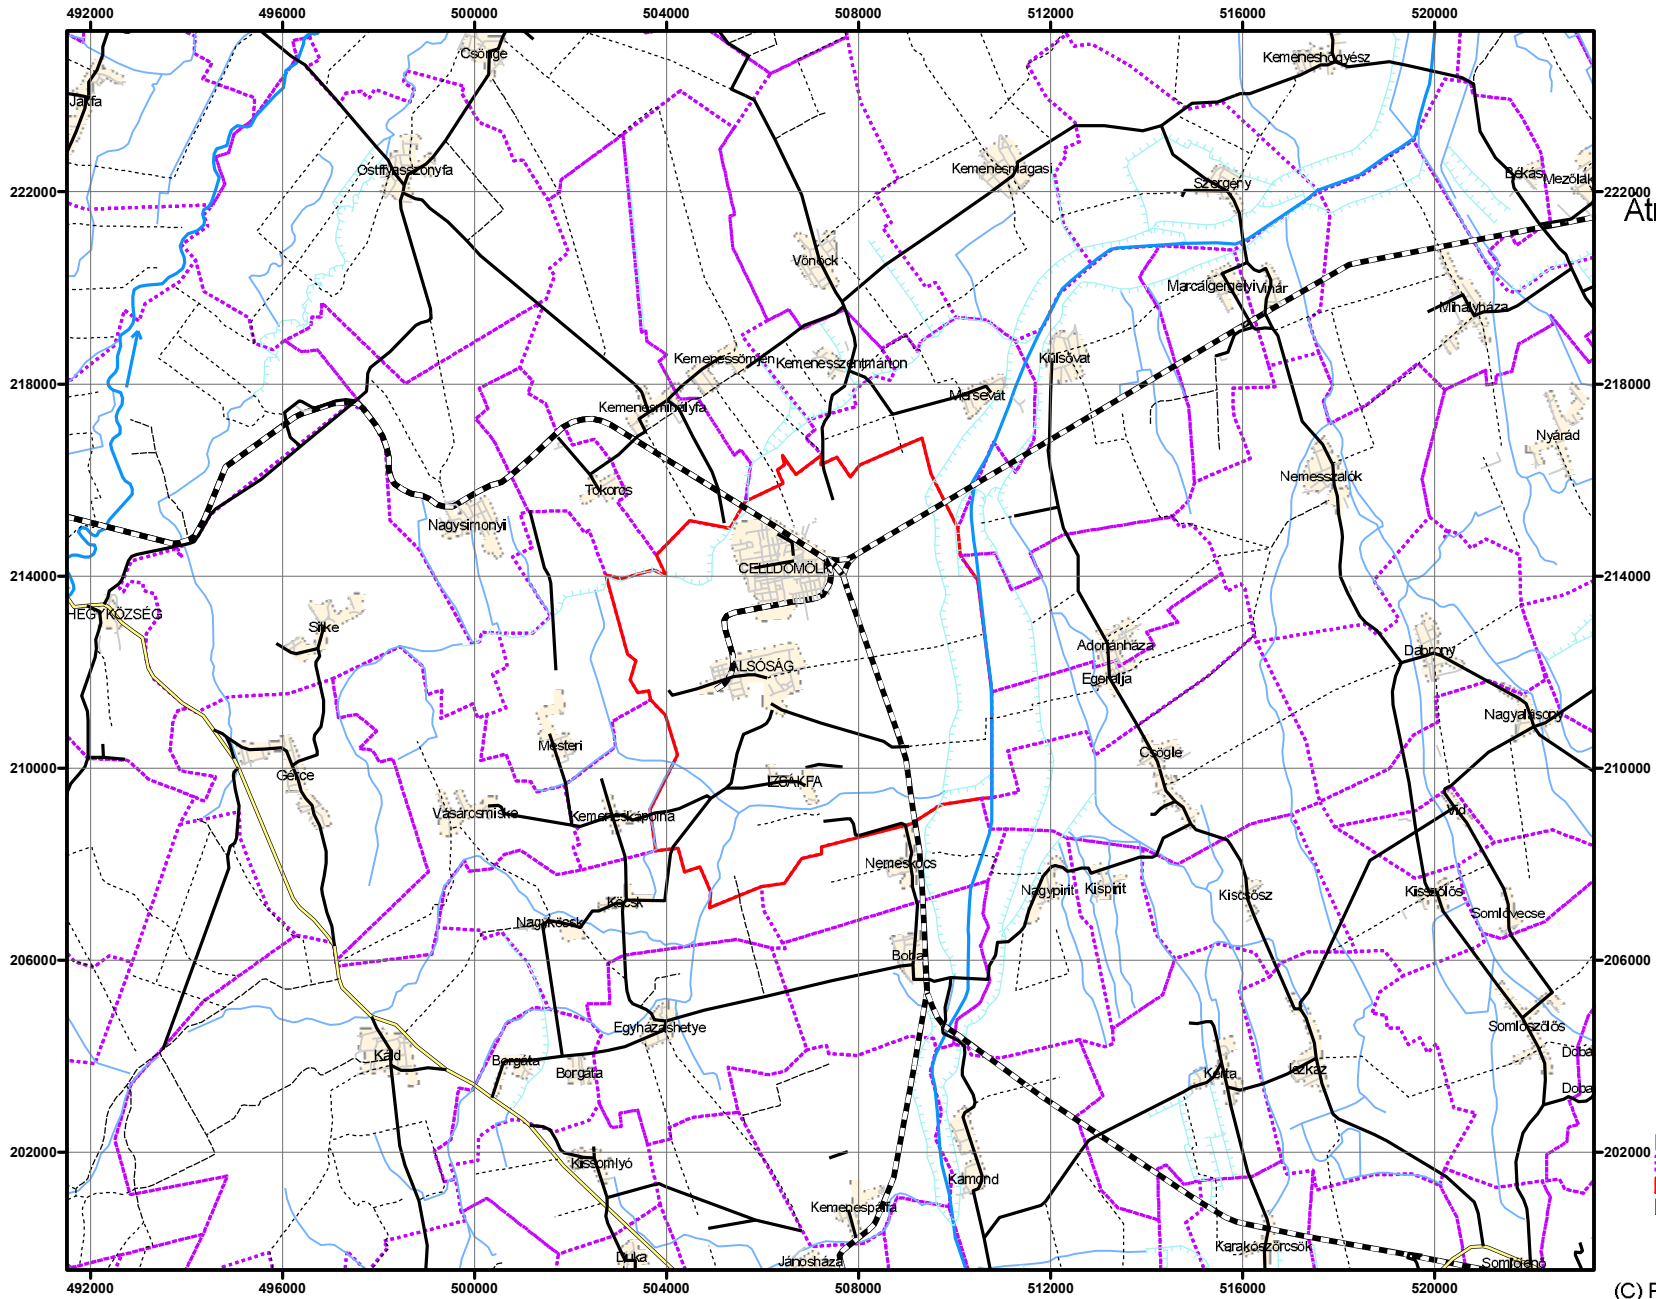 492000 496000 500000 504000 508000 512000 516000 520000
Csönge
Kemeneshőgyész
Jákfa
Ostffyasszonyfa
Kemenesmagasi
222000
Szergény
Békás
Mezőlak
222000
Vönöck
Marcalgergelyi
Vinár
Mihályháza
Kemenessömjén
Kemenesszentmárton
Külsővat
218000
218000
Mersevát
Kemenesmihályfa
Nyárád
Tokorcs
Nemesszalók
Nagysimonyi
214000
CELLDÖMÖLK
214000
HEGYKÖZSÉG
Sitke
Adorjánháza
Dabrony
ALSÓSÁG
Egeralja
Nagyalásony
Mesteri
Csögle
210000
Gérce
IZSÁKFA
210000
Vásárosmiske
Kemeneskápolna
Vid
Nemeskocs
Nagypirit
Kispirit
Kiscsősz
Kisszőlős
Köcsk
Somlóvecse
Nagyköcsk
206000
Boba
206000
Egyházashetye
Somlószőlős
Káld
Borgáta
Borgáta
Kerta
Iszkáz
Doba
Doba
202000
202000
Kissomlyó
Kamond
Kemenespálfa
Duka
Jánosháza
Karakószörcsök
Somlójenő
492000 496000 500000 504000 508000 512000 516000 520000
(C)